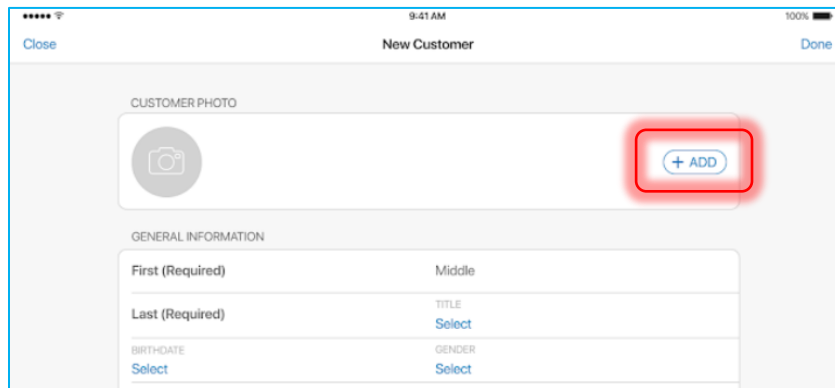 9:41 AM 100%
Close New Customer Done
CUSTOMER PHOTO
+ ADD
GENERAL INFORMATION
First (Required) Middle
Last (Required) TITLE
Select
BIRTHDATE GENDER
Select Select